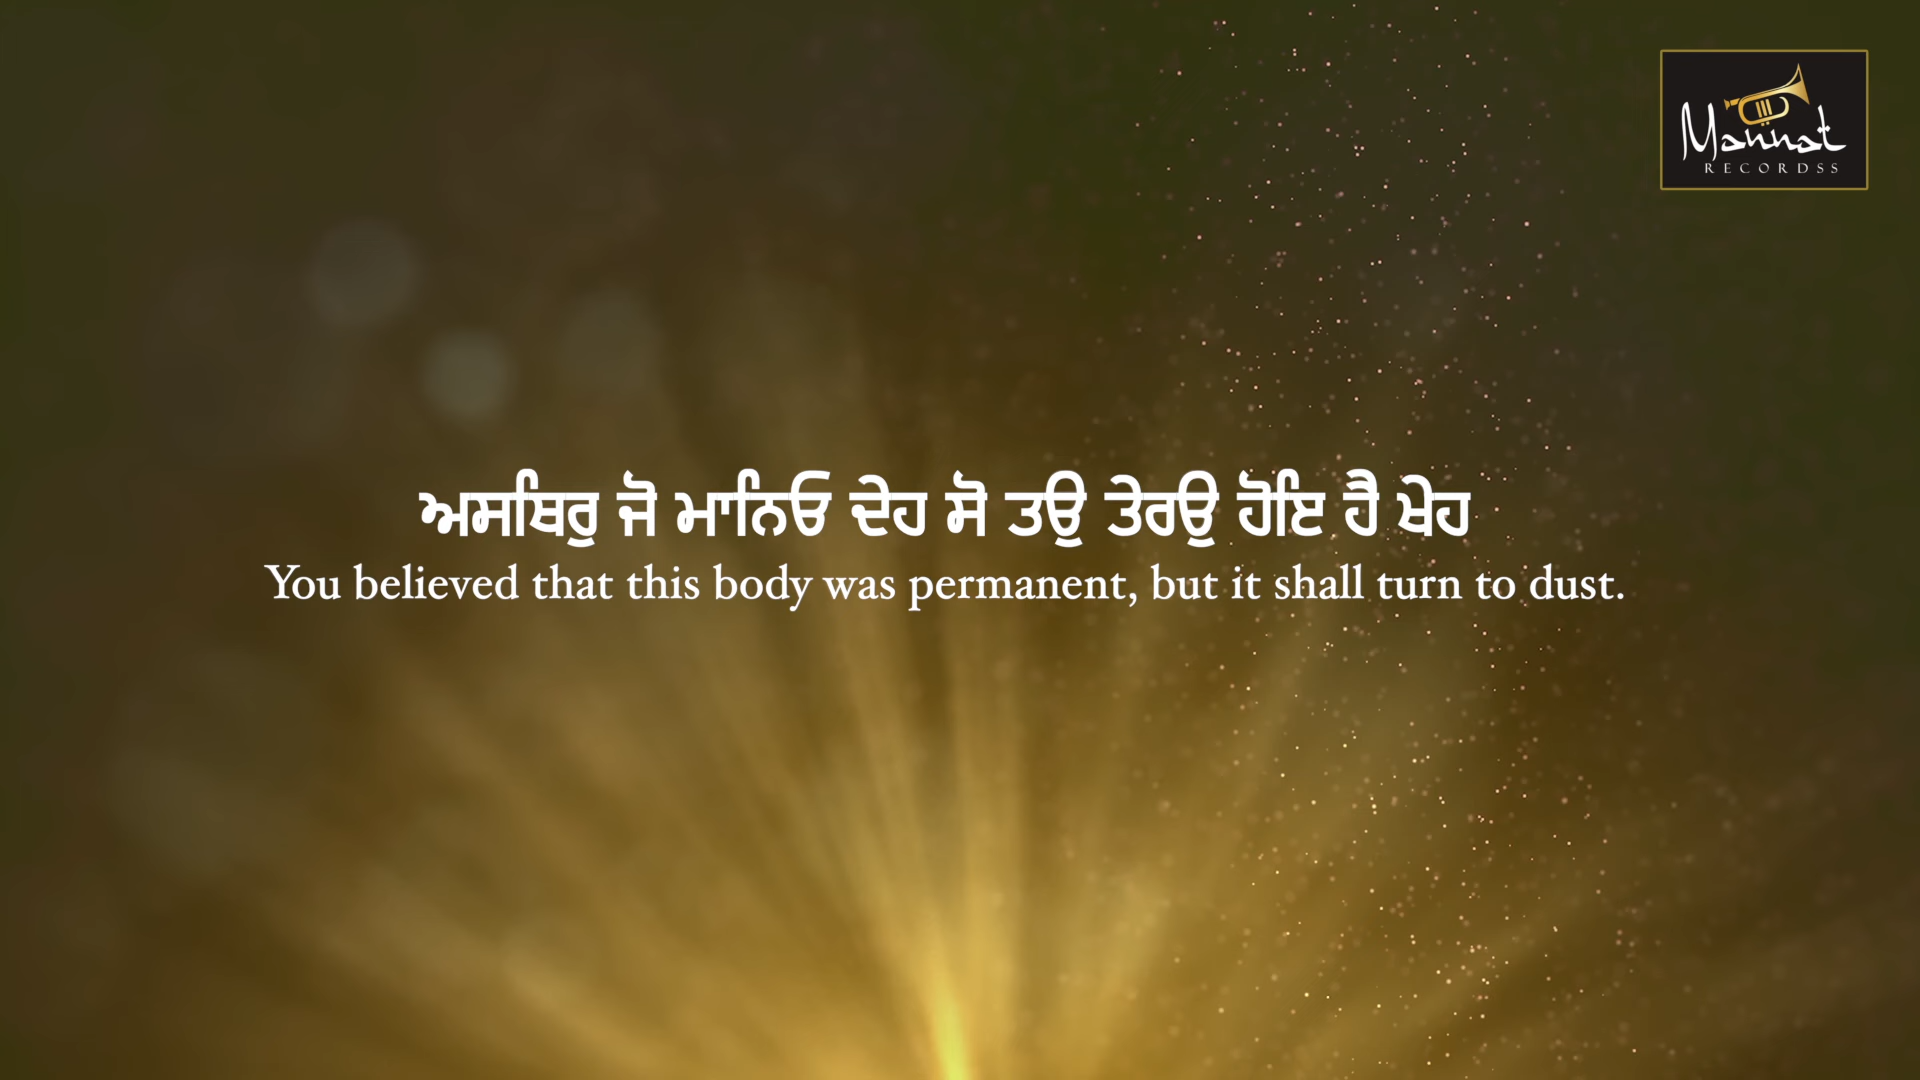 Mannat
RECORDSS
ਅਸਥਿਰੁ ਜੋ ਮਾਨਿਓ ਦੇਹ ਸੋ ਤਉ ਤੇਰਉ ਹੋਇ ਹੈ ਖੇਹ
You believed that this body was permanent, but it shall turn to dust.